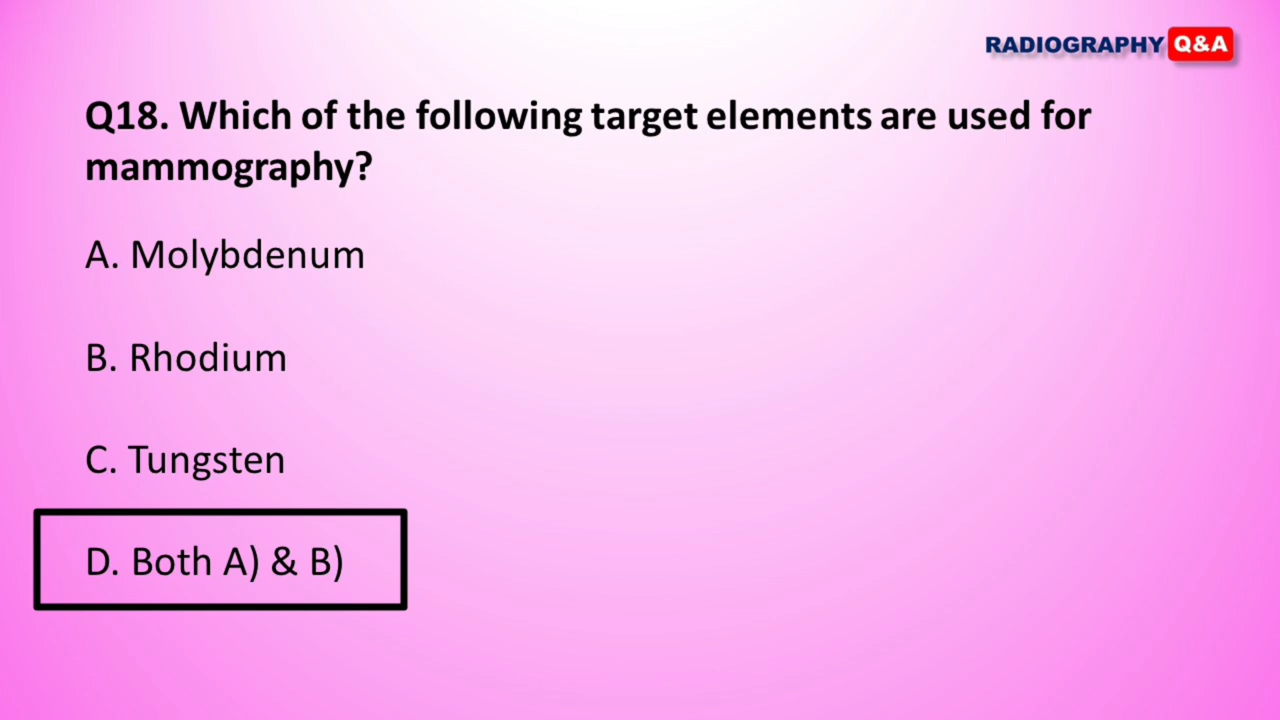 RADIOGRAPHY Q&A
Q18. Which of the following target elements are used for
mammography?
A. Molybdenum
B. Rhodium
C. Tungsten
D. Both A) & B)